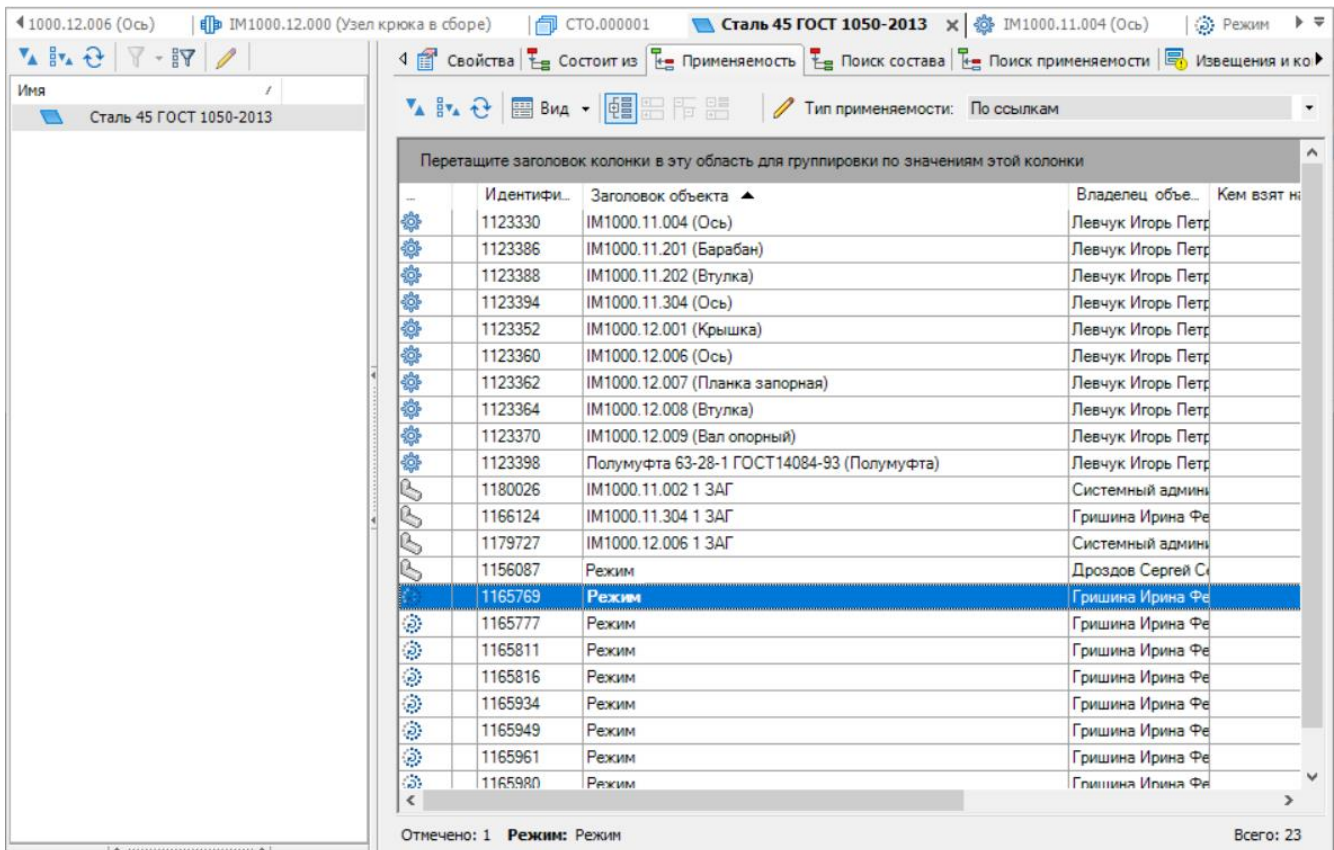 1000.12.006 (Ось) IM1000.12.000 (Узел крюка в сборе) СТО.000001 Сталь 45 ГОСТ 1050-2013 IM1000.11.004 (Ось) Режим
Свойства Состоит из Применяемость Поиск состава Поиск применяемости Извещения и ко
Имя
Сталь 45 ГОСТ 1050-2013
Вид Тип применяемости: По ссылкам
Перетащите заголовок колонки в эту область для группировки по значениям этой колонки
... Идентифи... Заголовок объекта Владелец объе... Кем взят на
1123330 IM1000.11.004 (Ось) Левчук Игорь Петр
1123386 IM1000.11.201 (Барабан) Левчук Игорь Петр
1123388 IM1000.11.202 (Втулка) Левчук Игорь Петр
1123394 IM1000.11.304 (Ось) Левчук Игорь Петр
1123352 IM1000.12.001 (Крышка) Левчук Игорь Петр
1123360 IM1000.12.006 (Ось) Левчук Игорь Петр
1123362 IM1000.12.007 (Планка запорная) Левчук Игорь Петр
1123364 IM1000.12.008 (Втулка) Левчук Игорь Петр
1123370 IM1000.12.009 (Вал опорный) Левчук Игорь Петр
1123398 Полумуфта 63-28-1 ГОСТ14084-93 (Полумуфта) Левчук Игорь Петр
1180026 IM1000.11.002 1 ЗАГ Системный админи
1166124 IM1000.11.304 1 ЗАГ Гришина Ирина Фе
1179727 IM1000.12.006 1 ЗАГ Системный админи
1156087 Режим Дроздов Сергей Се
1165769 Режим Гришина Ирина Фе
1165777 Режим Гришина Ирина Фе
1165811 Режим Гришина Ирина Фе
1165816 Режим Гришина Ирина Фе
1165934 Режим Гришина Ирина Фе
1165949 Режим Гришина Ирина Фе
1165961 Режим Гришина Ирина Фе
1165980 Режим Гришина Ирина Фе
Отмечено: 1 Режим: Режим Всего: 23